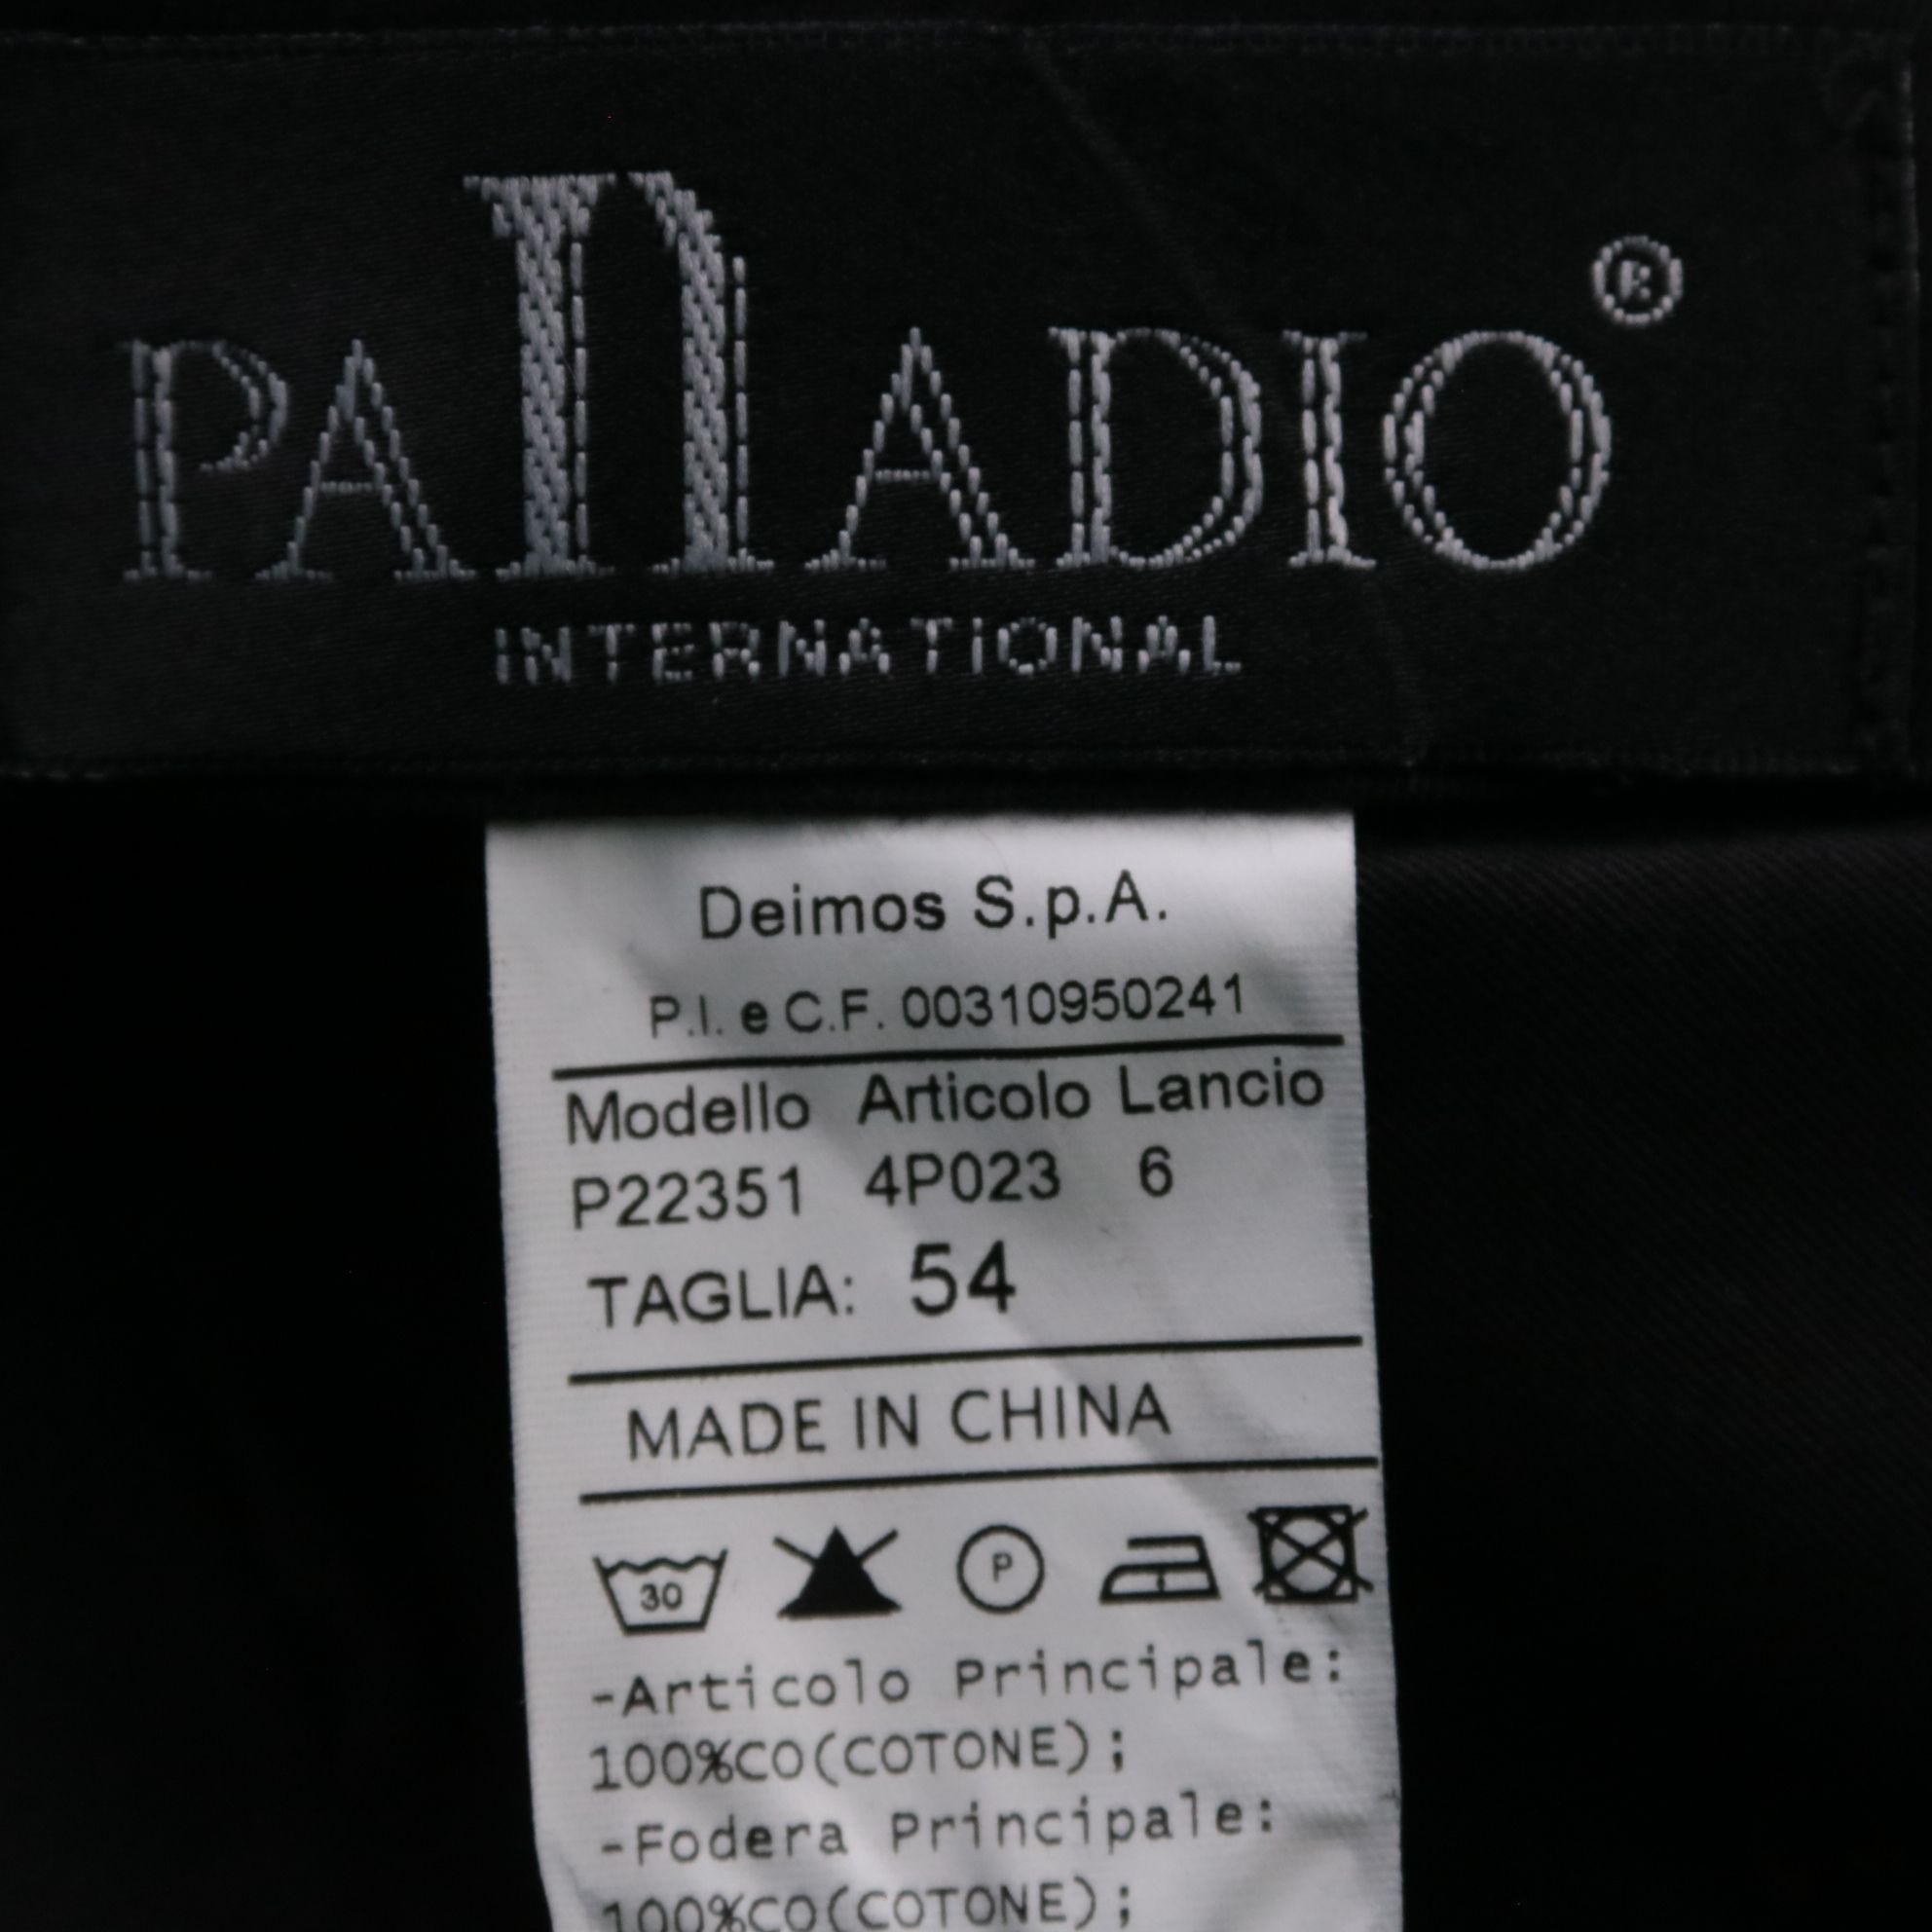 PALLADIO®
INTERNATIONAL
Deimos S.p.A.
P.I. e C.F. 00310950241
Modello Articolo Lancio
P22351 4P023 6
TAGLIA: 54
MADE IN CHINA
30 P
-Articolo Principale:
100%CO(COTONE);
-Fodera Principale:
100%CO(COTONE);